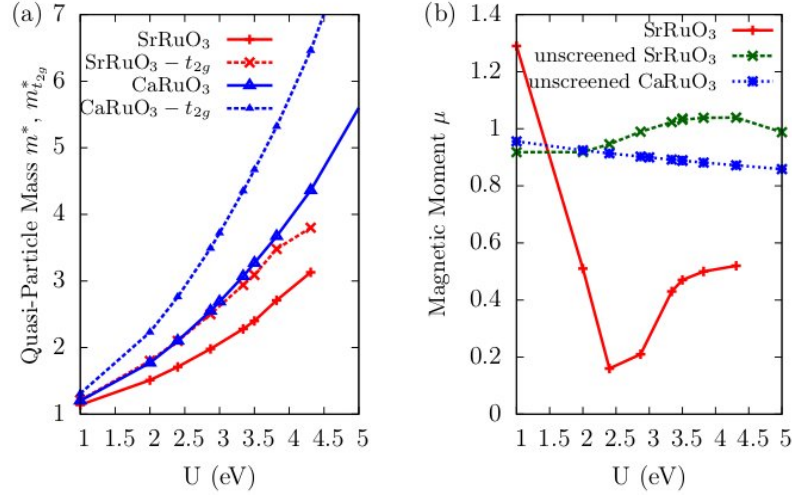 (a)
Quasi-Particle Mass m*, m*t2g
7
6
5
4
3
2
1
SrRuO3
SrRuO3 − t2g
CaRuO3
CaRuO3 − t2g
1 1.5 2 2.5 3 3.5 4 4.5 5
U (eV)
(b)
Magnetic Moment μ
1.4
1.2
1
0.8
0.6
0.4
0.2
0
SrRuO3
unscreened SrRuO3
unscreened CaRuO3
1 1.5 2 2.5 3 3.5 4 4.5 5
U (eV)